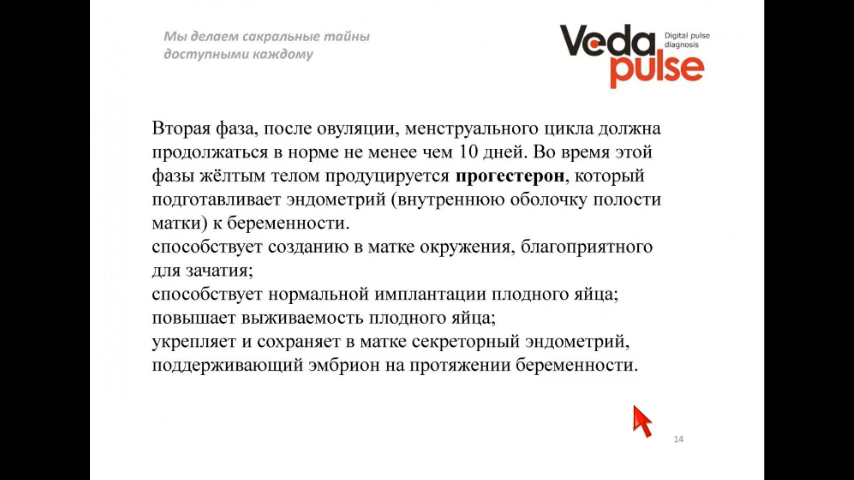 Мы делаем сакральные тайны
доступными каждому
Veda
pulse
Digital pulse
diagnosis
Вторая фаза, после овуляции, менструального цикла должна
продолжаться в норме не менее чем 10 дней. Во время этой
фазы жёлтым телом продуцируется прогестерон, который
подготавливает эндометрий (внутреннюю оболочку полости
матки) к беременности.
способствует созданию в матке окружения, благоприятного
для зачатия;
способствует нормальной имплантации плодного яйца;
повышает выживаемость плодного яйца;
укрепляет и сохраняет в матке секреторный эндометрий,
поддерживающий эмбрион на протяжении беременности.
14